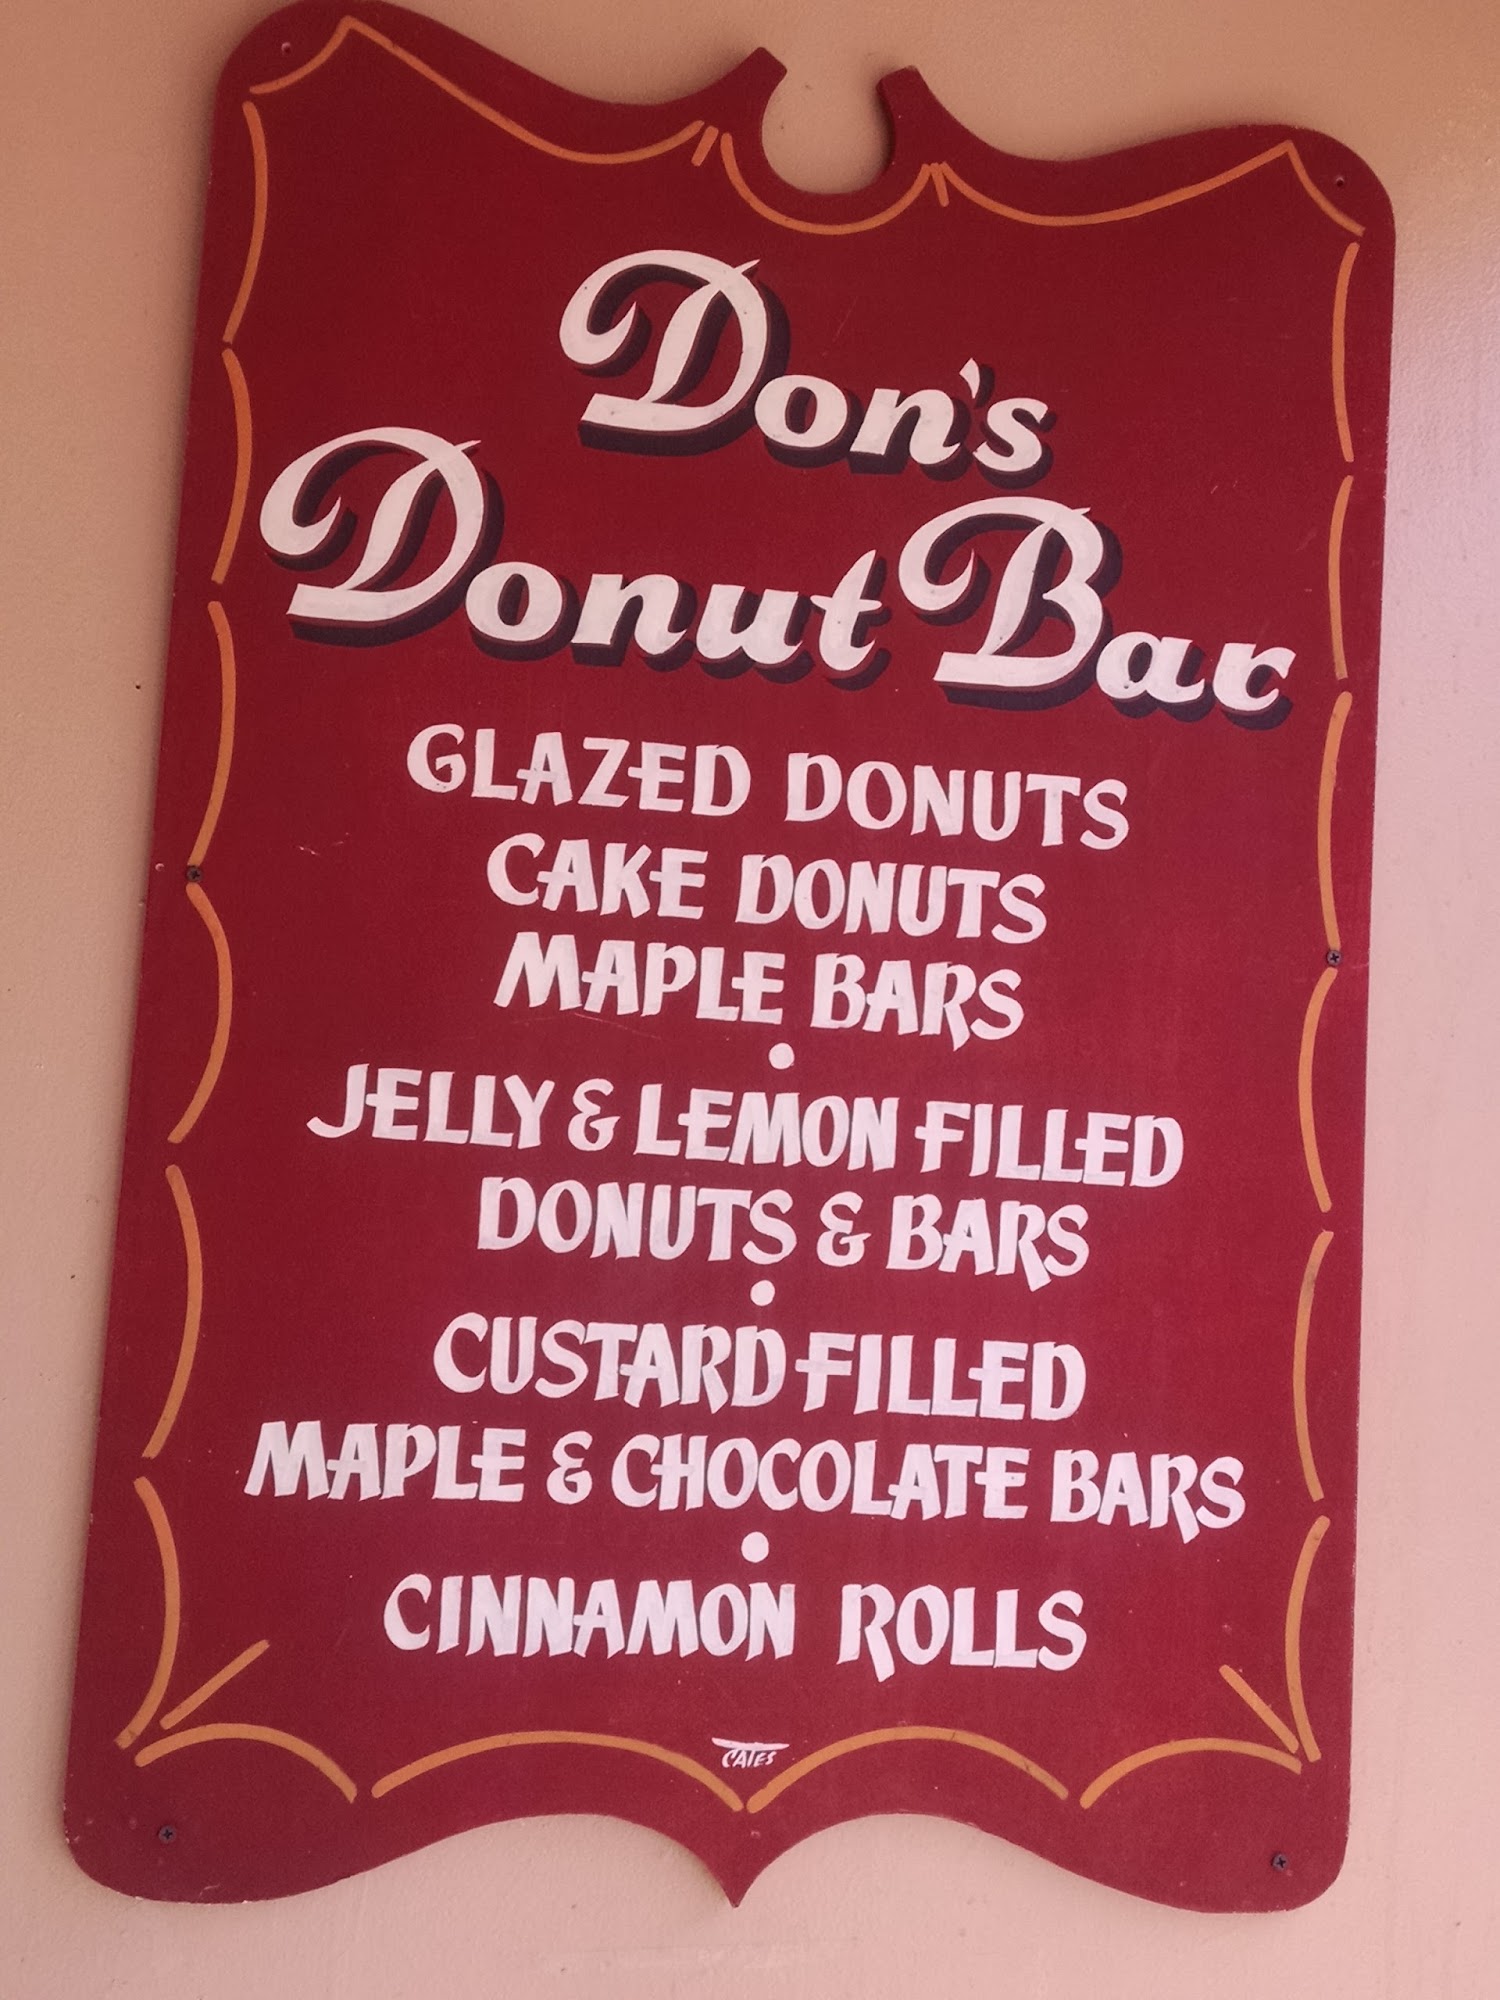 Don's
Donut Bar
GLAZED DONUTS
CAKE DONUTS
MAPLE BARS
•
JELLY & LEMON FILLED
DONUTS & BARS
•
CUSTARD FILLED
MAPLE & CHOCOLATE BARS
•
CINNAMON ROLLS
CATES